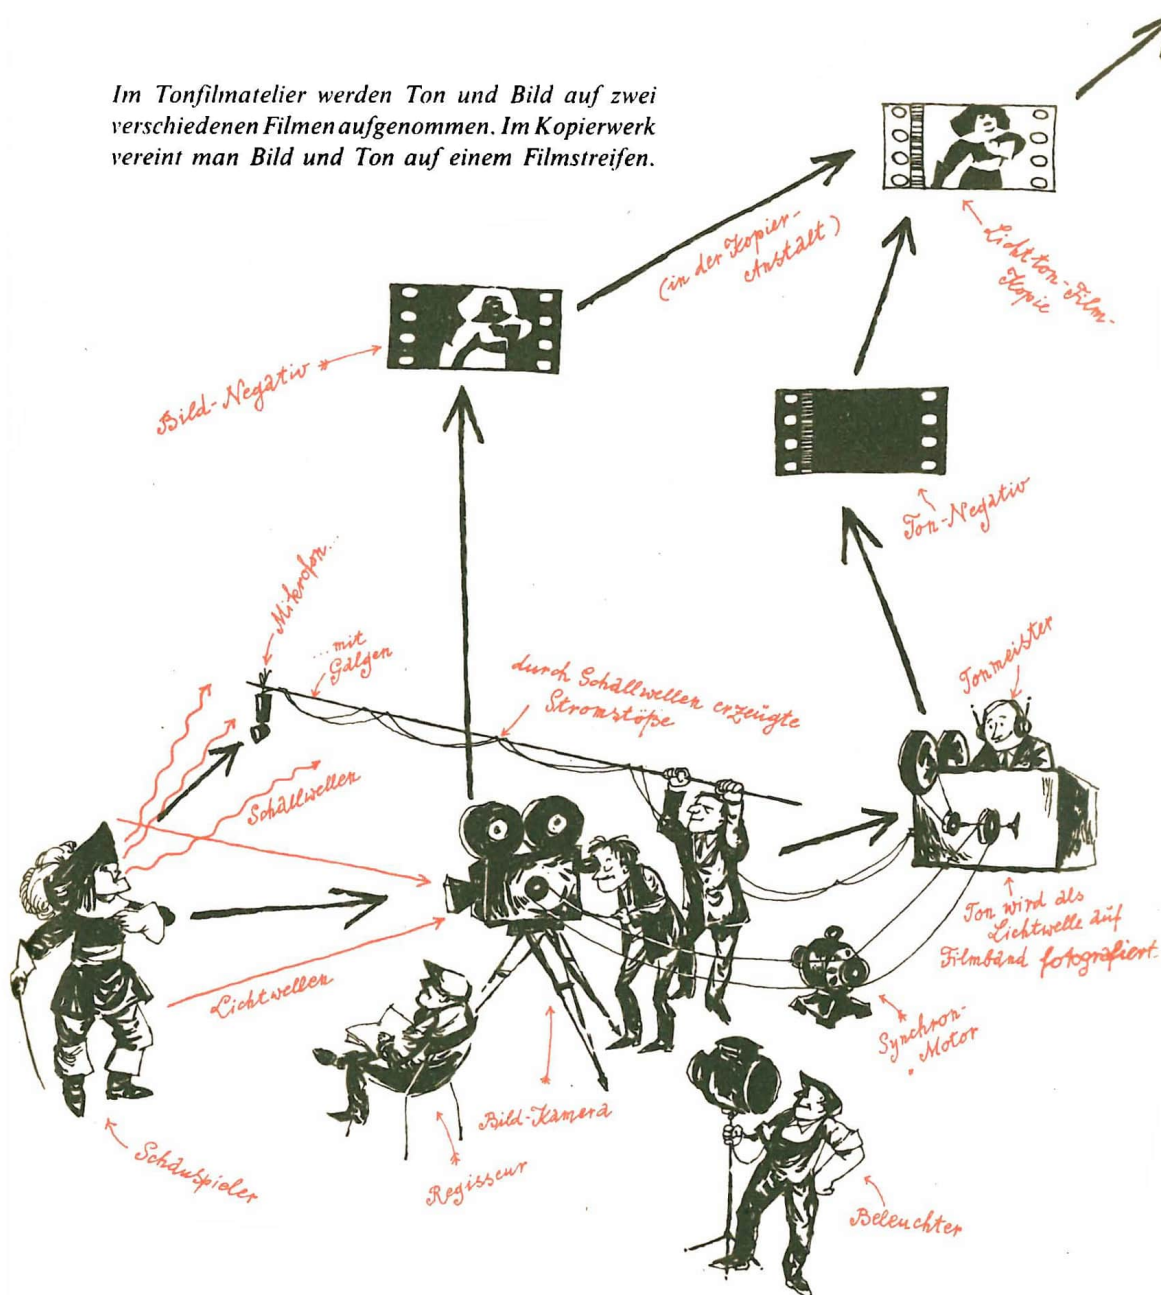 Im Tonfilmatelier werden Ton und Bild auf zwei
verschiedenen Filmen aufgenommen. Im Kopierwerk
vereint man Bild und Ton auf einem Filmstreifen.
(in der Kopier-
Anstalt)
Lichtton-Film-
Kopie
Bild-Negativ
Ton-Negativ
Mikrofon...
...mit
Galgen
durch Schallwellen erzeugte
Stromstöße
Tonmeister
Schallwellen
Ton wird als
Lichtwelle auf
Filmband fotografiert.
Lichtwellen
Synchron-
Motor
Bild-Kamera
Regisseur
Schauspieler
Beleuchter